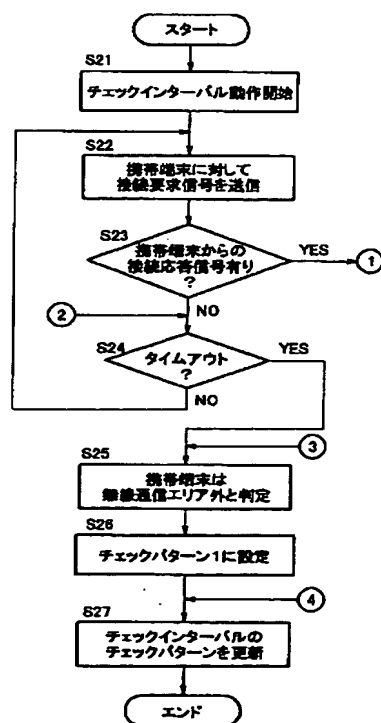 スタート
S21
チェックインターバル動作開始
S22
携帯端末に対して
接続要求信号を送信
S23
携帯端末からの
接続応答信号有り
?
YES
1
NO
2
S24
タイムアウト
?
YES
NO
3
S25
携帯端末は
無線通信エリア外と判定
S26
チェックパターン1に設定
4
S27
チェックインターバルの
チェックパターンを更新
エンド